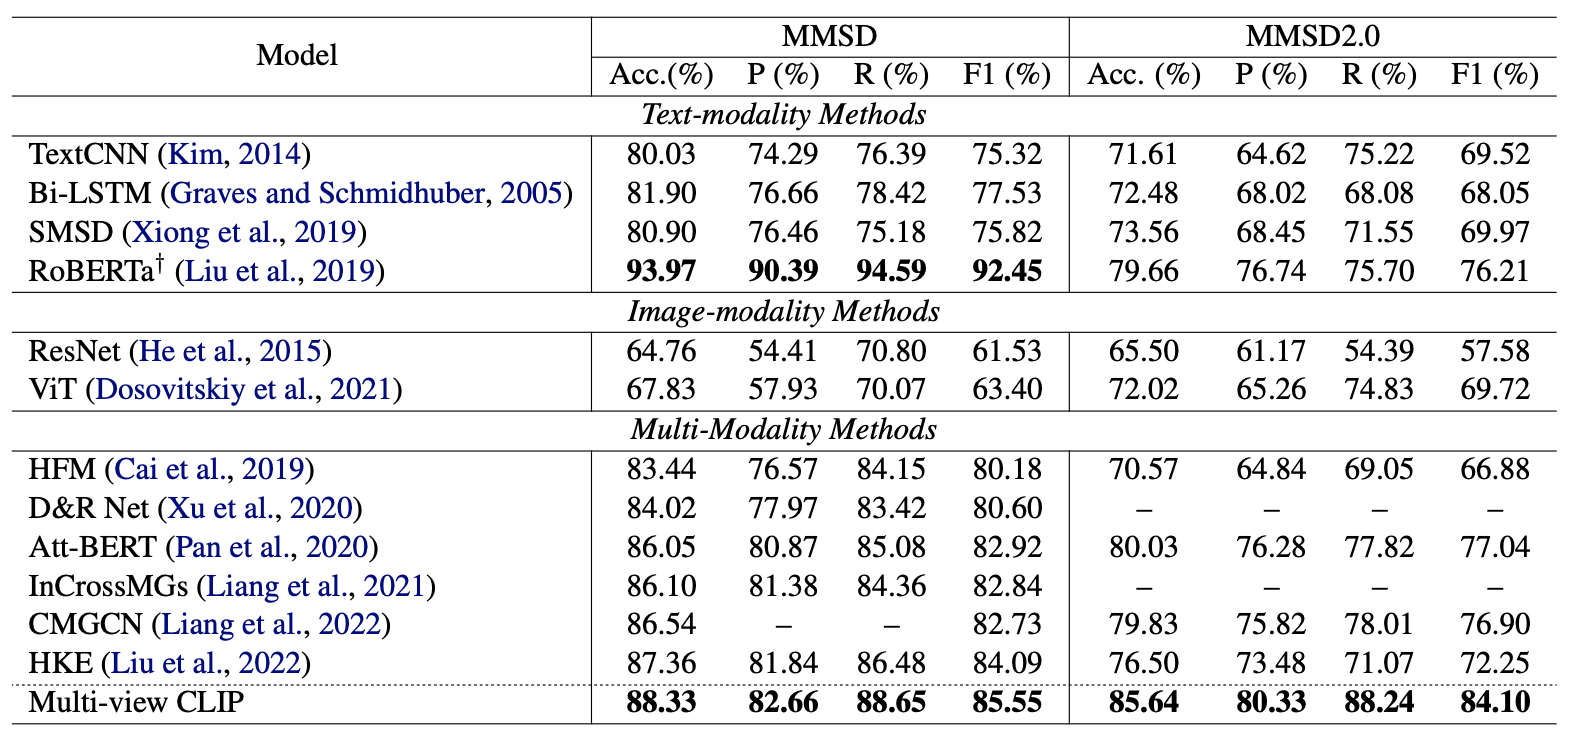 Model MMSD MMSD2.0
Acc.(%) P (%) R (%) F1 (%) Acc. (%) P (%) R (%) F1 (%)
Text-modality Methods
TextCNN (Kim, 2014) 80.03 74.29 76.39 75.32 71.61 64.62 75.22 69.52
Bi-LSTM (Graves and Schmidhuber, 2005) 81.90 76.66 78.42 77.53 72.48 68.02 68.08 68.05
SMSD (Xiong et al., 2019) 80.90 76.46 75.18 75.82 73.56 68.45 71.55 69.97
RoBERTa† (Liu et al., 2019) 93.97 90.39 94.59 92.45 79.66 76.74 75.70 76.21
Image-modality Methods
ResNet (He et al., 2015) 64.76 54.41 70.80 61.53 65.50 61.17 54.39 57.58
ViT (Dosovitskiy et al., 2021) 67.83 57.93 70.07 63.40 72.02 65.26 74.83 69.72
Multi-Modality Methods
HFM (Cai et al., 2019) 83.44 76.57 84.15 80.18 70.57 64.84 69.05 66.88
D&R Net (Xu et al., 2020) 84.02 77.97 83.42 80.60 – – – –
Att-BERT (Pan et al., 2020) 86.05 80.87 85.08 82.92 80.03 76.28 77.82 77.04
InCrossMGs (Liang et al., 2021) 86.10 81.38 84.36 82.84 – – – –
CMGCN (Liang et al., 2022) 86.54 – – 82.73 79.83 75.82 78.01 76.90
HKE (Liu et al., 2022) 87.36 81.84 86.48 84.09 76.50 73.48 71.07 72.25
Multi-view CLIP 88.33 82.66 88.65 85.55 85.64 80.33 88.24 84.10